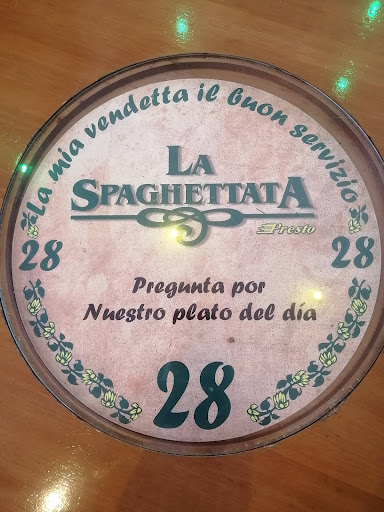 La mia vendetta il buon servizio
LA
SPAGHETTATA
Presto
28
28
Pregunta por
Nuestro plato del día
28